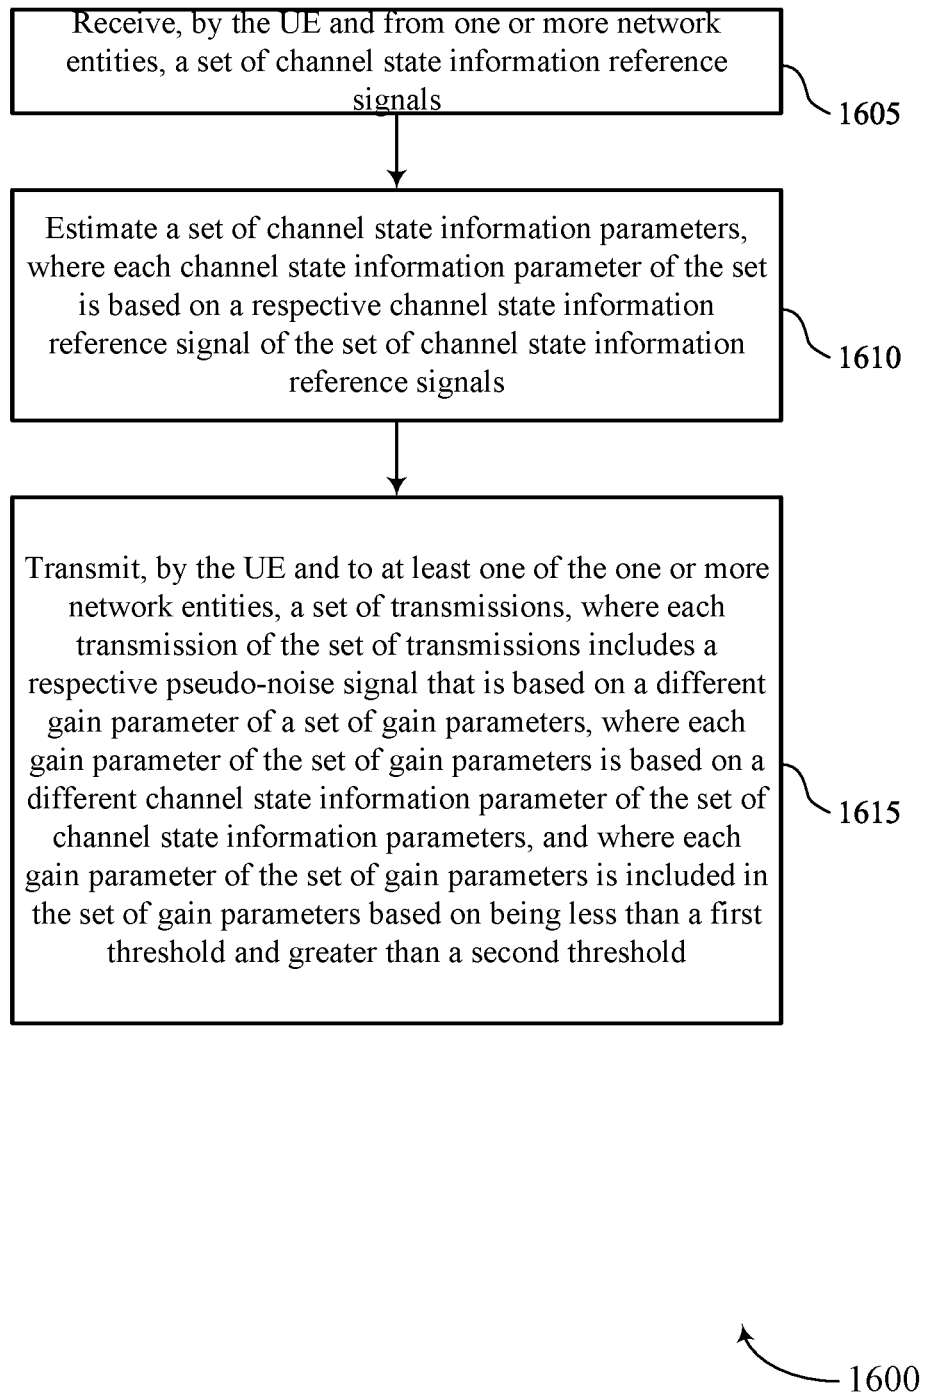 Receive, by the UE and from one or more network
entities, a set of channel state information reference
signals
1605
Estimate a set of channel state information parameters,
where each channel state information parameter of the set
is based on a respective channel state information
reference signal of the set of channel state information
reference signals
1610
Transmit, by the UE and to at least one of the one or more
network entities, a set of transmissions, where each
transmission of the set of transmissions includes a
respective pseudo-noise signal that is based on a different
gain parameter of a set of gain parameters, where each
gain parameter of the set of gain parameters is based on a
different channel state information parameter of the set of
channel state information parameters, and where each
gain parameter of the set of gain parameters is included in
the set of gain parameters based on being less than a first
threshold and greater than a second threshold
1615
1600